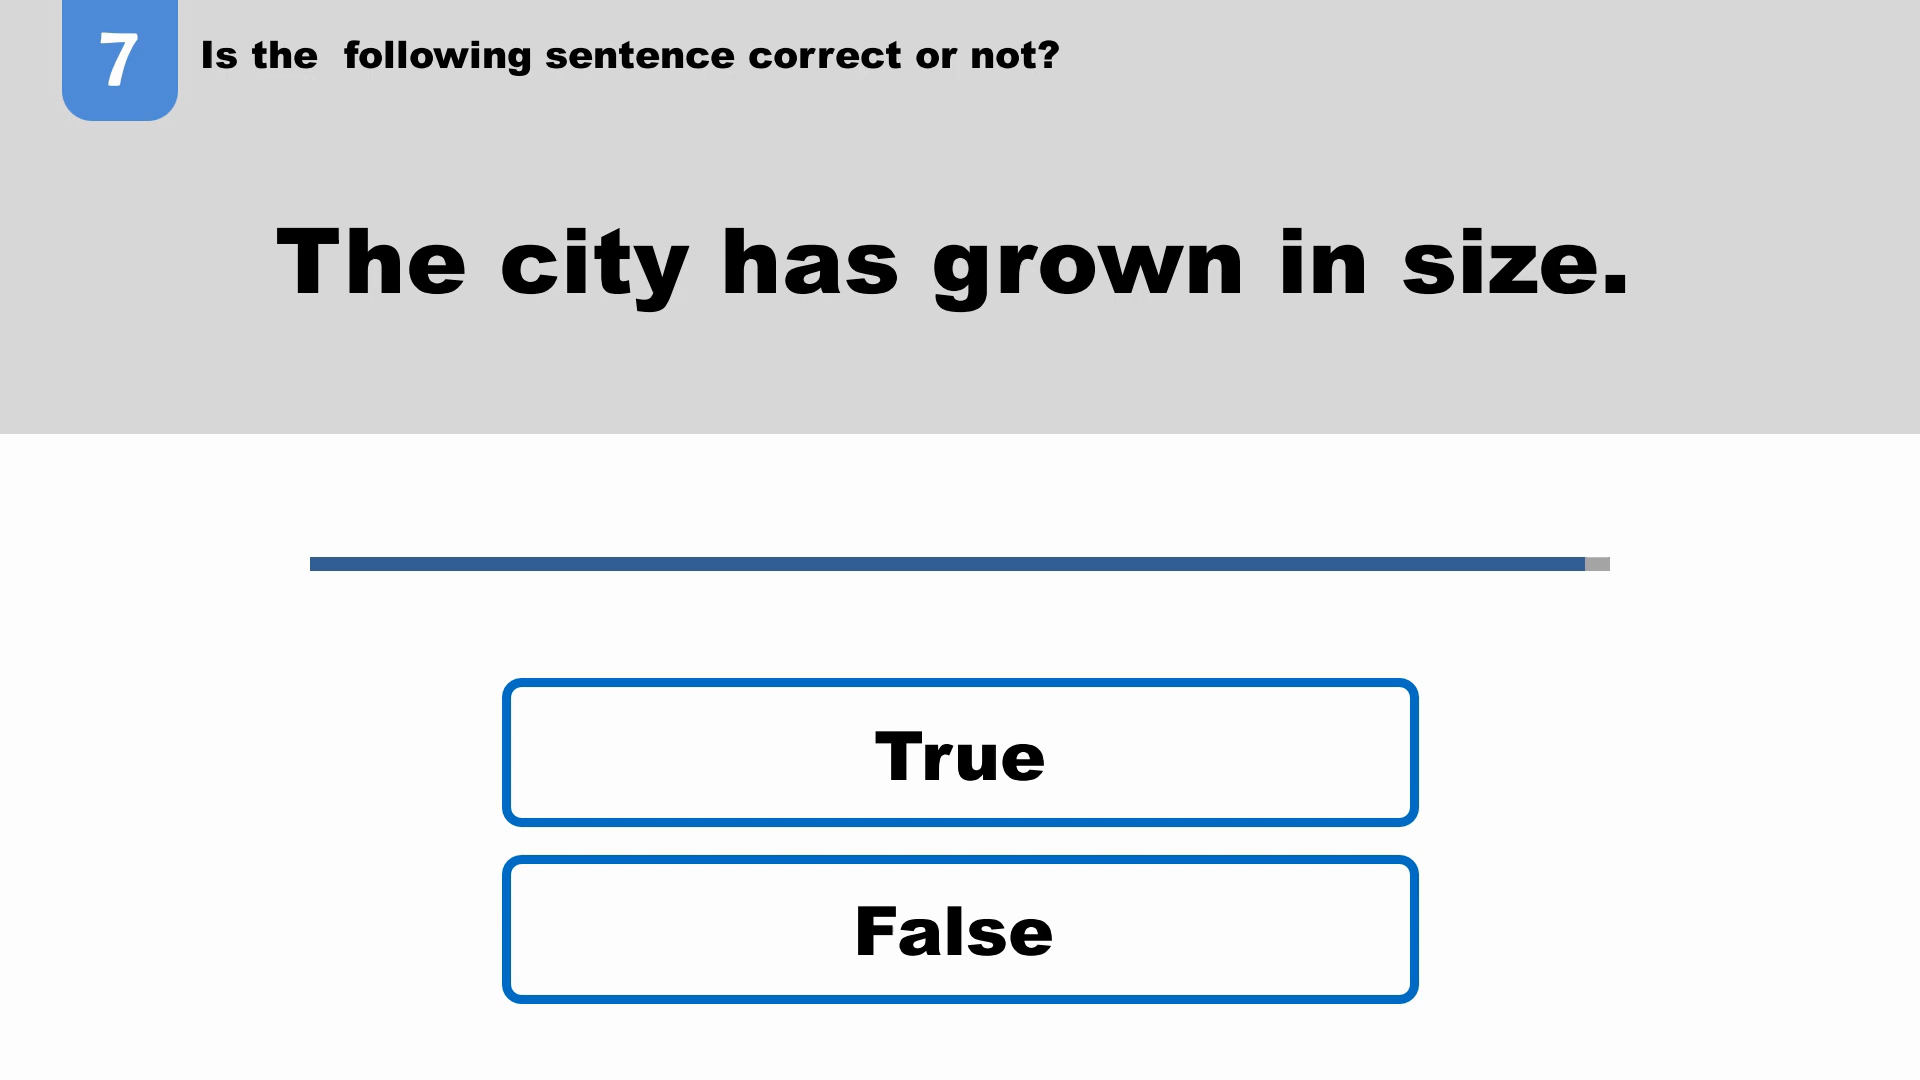 7
Is the  following sentence correct or not?
The city has grown in size.
True
False